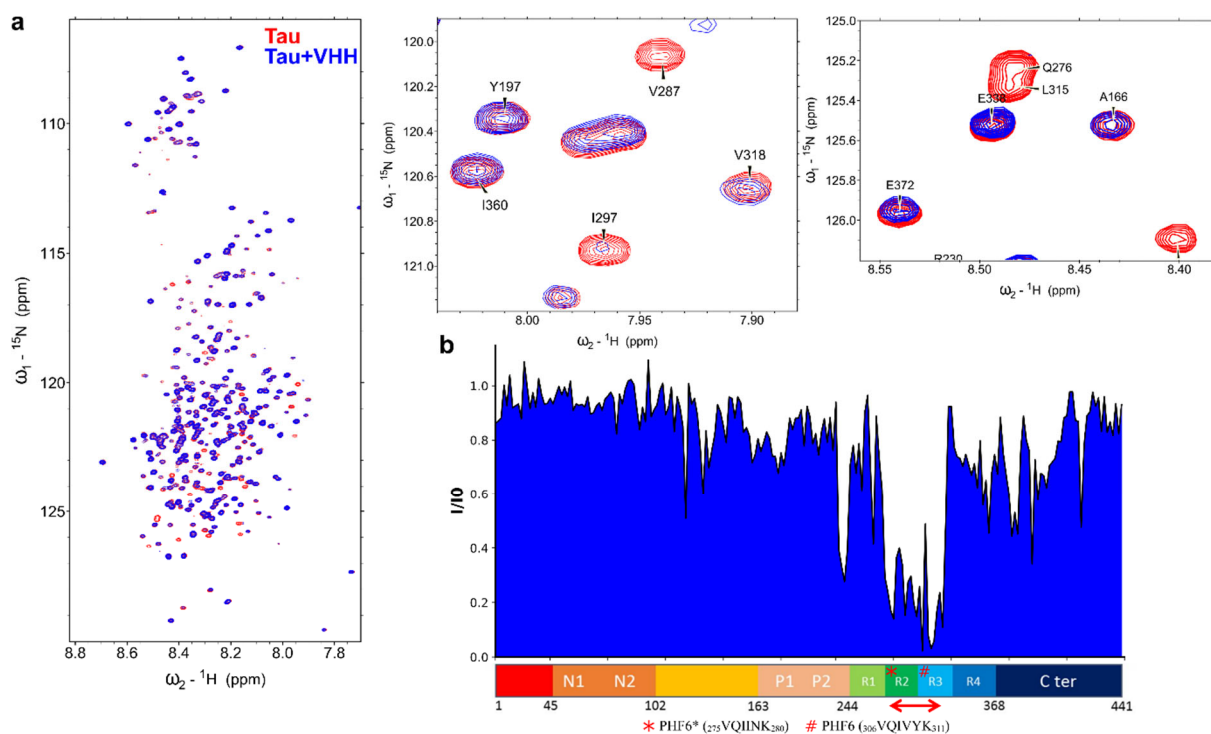 a
Tau
Tau+VHH
110
115
120
125
ω1 - 15N (ppm)
8.8 8.6 8.4 8.2 8.0 7.8
ω2 - 1H (ppm)
120.0
120.2
120.4
120.6
120.8
121.0
ω1 - 15N (ppm)
Y197
V287
V318
I360
I297
8.00 7.95 7.90
ω2 - 1H (ppm)
125.0
125.2
125.4
125.6
125.8
126.0
ω1 - 15N (ppm)
Q276
L315
E338
A166
E372
R230
8.55 8.50 8.45 8.40
ω2 - 1H (ppm)
b
1.0
0.8
0.6
0.4
0.2
0.0
I/I0
N1 N2 P1 P2 R1 * R2 # R3 R4 C ter
1 45 102 163 244 368 441
* PHF6* (275VQIINK280) # PHF6 (306VQIVYK311)